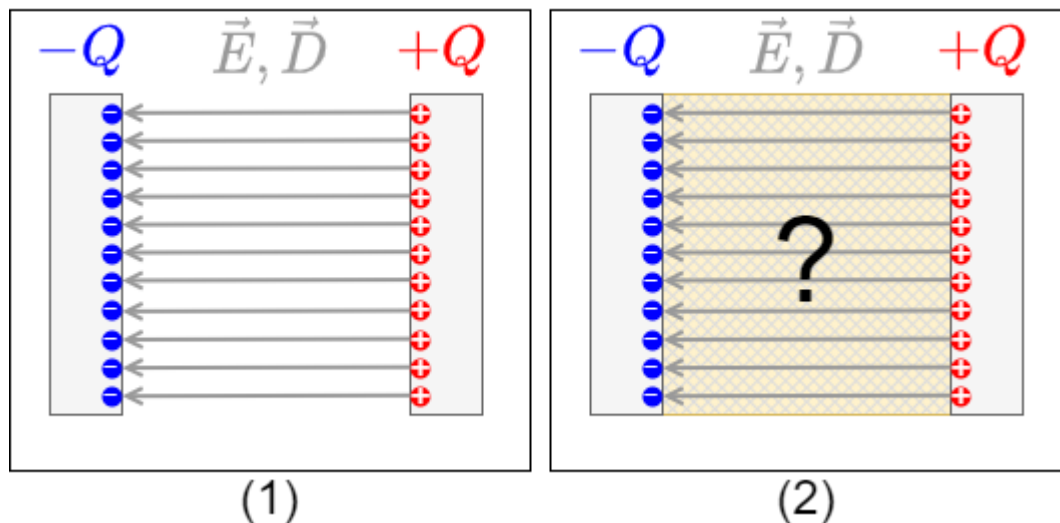 −Q E⃗, D⃗ +Q
−Q E⃗, D⃗ +Q
?
(1) (2)